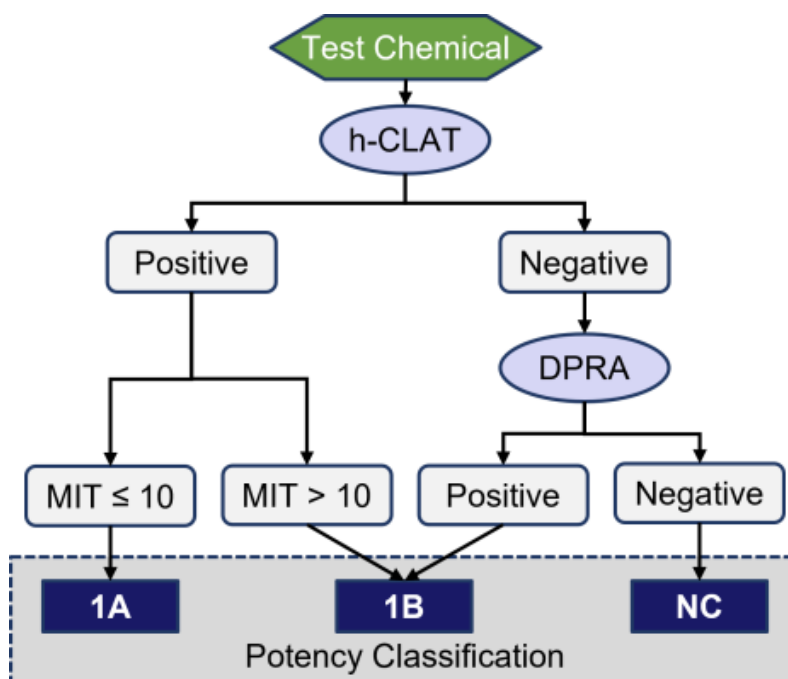 Test Chemical
h-CLAT
Positive
Negative
DPRA
MIT ≤ 10
MIT > 10
Positive
Negative
1A
1B
NC
Potency Classification